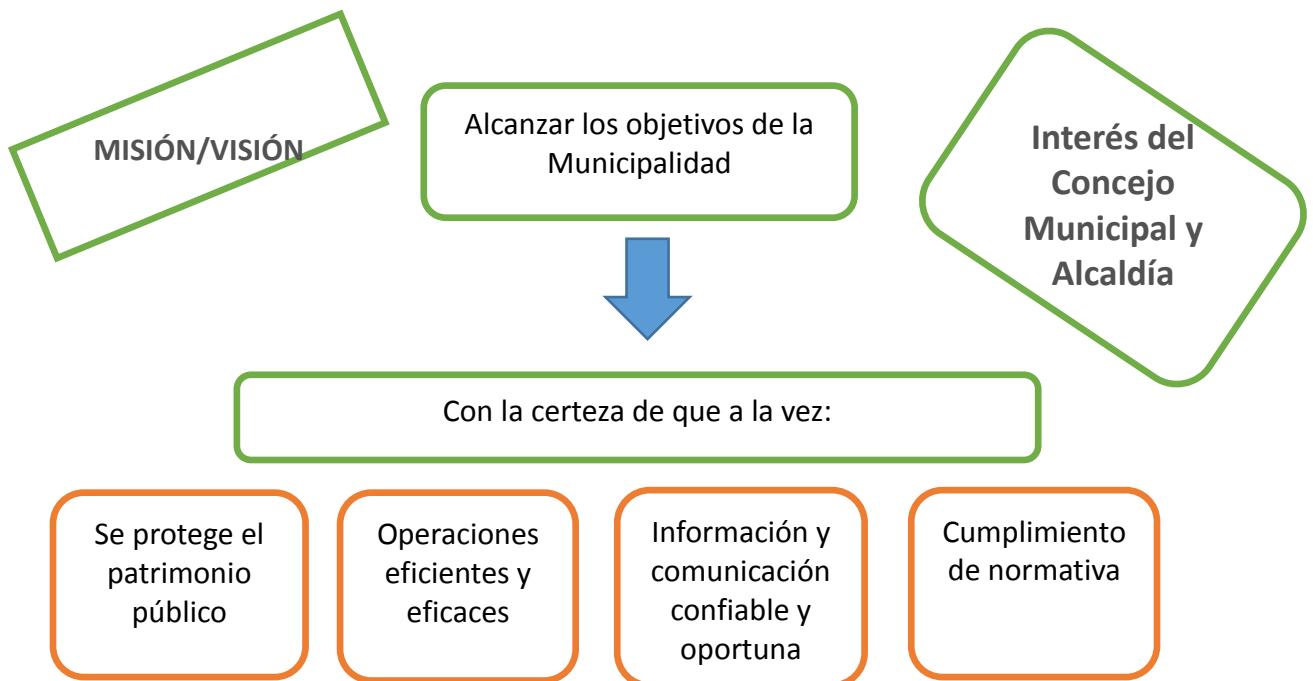 MISIÓN/VISIÓN
Alcanzar los objetivos de la
Municipalidad
Interés del
Concejo
Municipal y
Alcaldía
Con la certeza de que a la vez:
Se protege el
patrimonio
público
Operaciones
eficientes y
eficaces
Información y
comunicación
confiable y
oportuna
Cumplimiento
de normativa